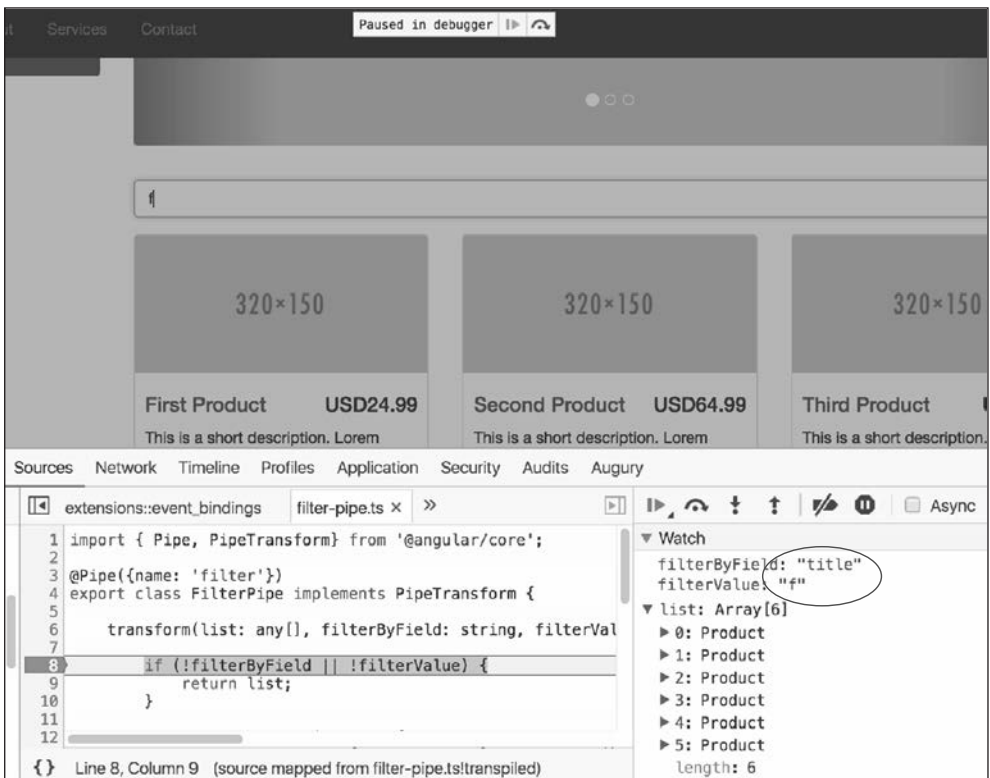 Services Contact
Paused in debugger
f
320×150
320×150
320×150
First Product USD24.99
Second Product USD64.99
Third Product
This is a short description. Lorem
This is a short description. Lorem
This is a short description.
Sources Network Timeline Profiles Application Security Audits Augury
extensions::event_bindings filter-pipe.ts × »
Async
1 import { Pipe, PipeTransform} from '@angular/core';
2
3 @Pipe({name: 'filter'})
4 export class FilterPipe implements PipeTransform {
5
6 transform(list: any[], filterByField: string, filterVal
7
8 if (!filterByField || !filterValue) {
9 return list;
10 }
11
12
{} Line 8, Column 9 (source mapped from filter-pipe.ts!transpiled)
▼ Watch
filterByField: "title"
filterValue: "f"
▼ list: Array[6]
▶ 0: Product
▶ 1: Product
▶ 2: Product
▶ 3: Product
▶ 4: Product
▶ 5: Product
length: 6